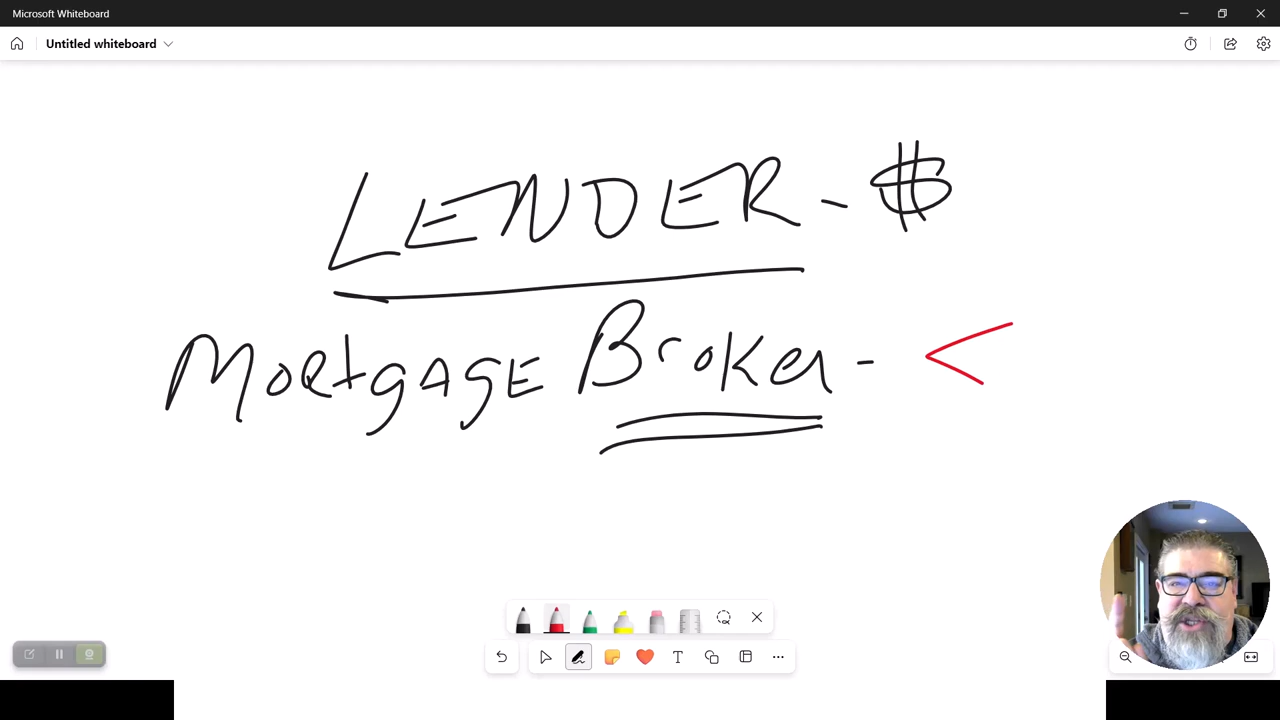 Microsoft Whiteboard
Untitled whiteboard
LENDER - $
Mortgage Broker - <
T